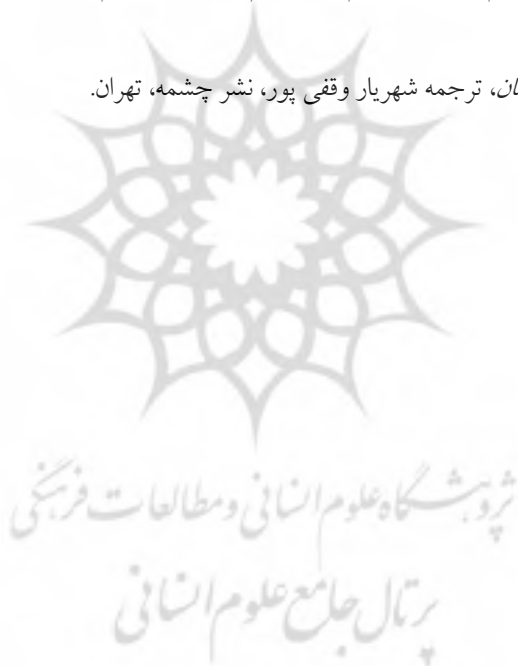 ان، ترجمه شهریار وقفی پور، نشر چشمه، تهران.
پژوهشگاه علوم انسانی و مطالعات فرهنگی
پرتال جامع علوم انسانی